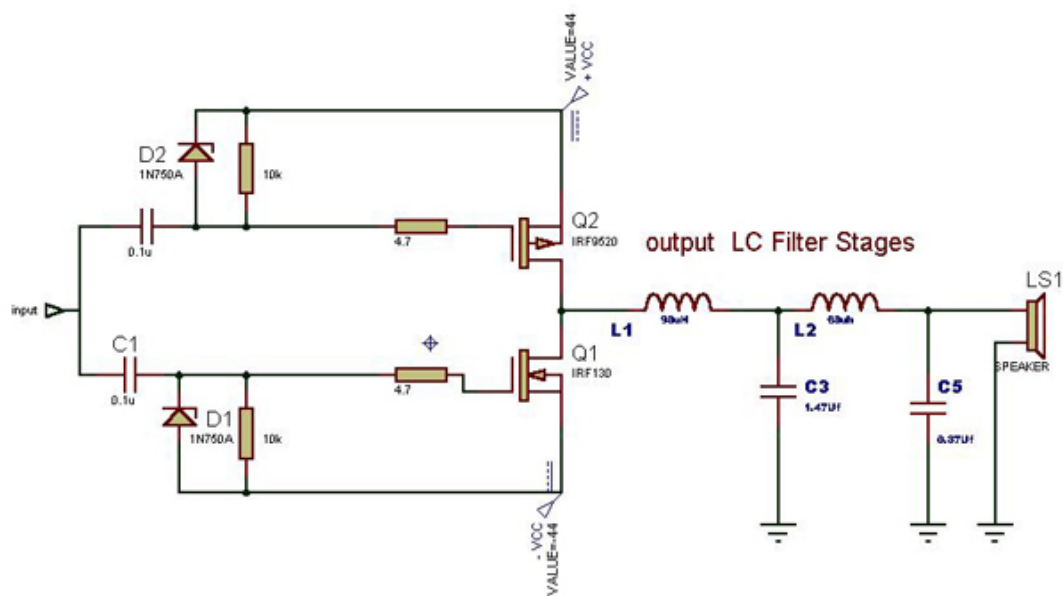 VALUE=44
+ VCC
D2
1N750A
10k
0.1u
4.7
Q2
IRF9520
output LC Filter Stages
LS1
input
L1
90uH
L2
68uh
C1
0.1u
4.7
Q1
IRF130
SPEAKER
C3
1.47Uf
C5
0.37Uf
D1
1N750A
10k
- VCC
VALUE=-44